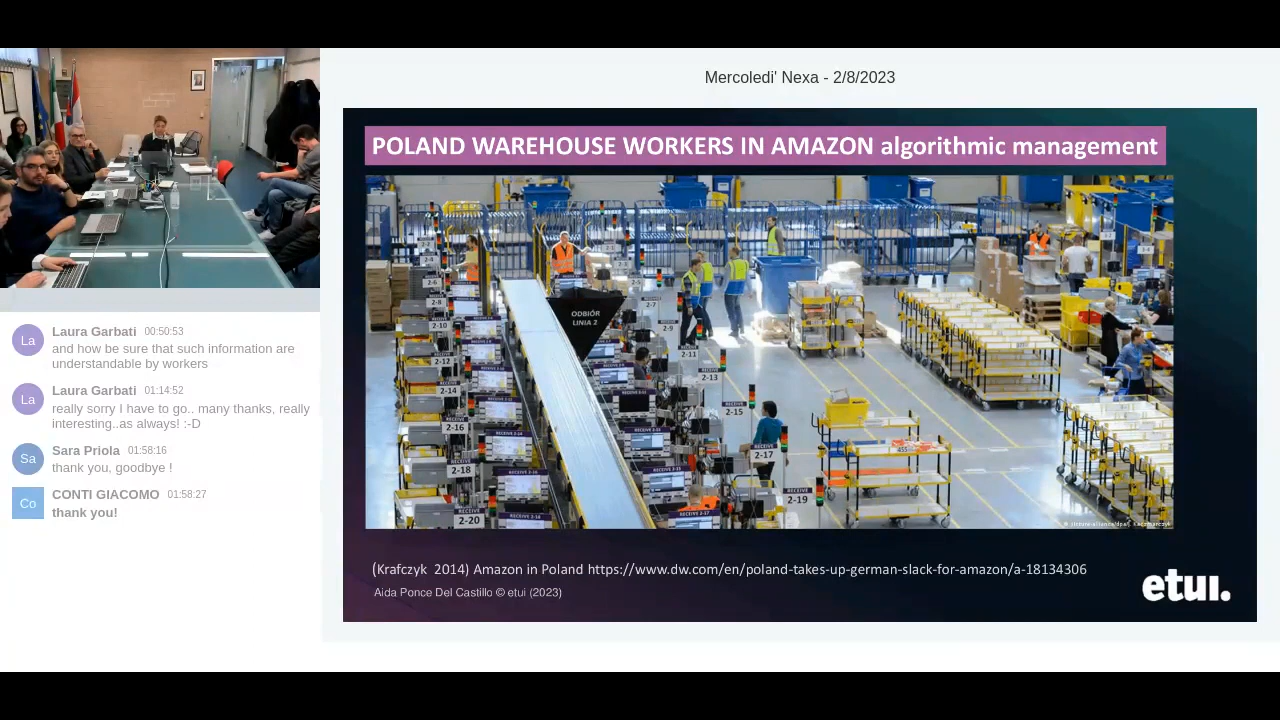 Mercoledi' Nexa - 2/8/2023
La
Laura Garbati 00:50:53
and how be sure that such information are
understandable by workers
La
Laura Garbati 01:14:52
really sorry I have to go.. many thanks, really
interesting..as always! :-D
Sa
Sara Priola 01:58:16
thank you, goodbye !
Co
CONTI GIACOMO 01:58:27
thank you!
POLAND WAREHOUSE WORKERS IN AMAZON algorithmic management
ODBIÓR
LINIA 2
2-6
2-8
2-10
2-12
2-14
2-16
2-18
2-20
2-7
2-9
2-11
2-13
2-15
RECEIVE
2-17
RECEIVE
2-19
(Krafczyk 2014) Amazon in Poland https://www.dw.com/en/poland-takes-up-german-slack-for-amazon/a-18134306
Aida Ponce Del Castillo © etui (2023)
etui.